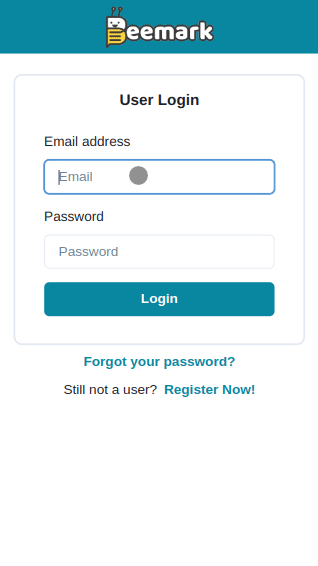 Beemark
User Login
Email address
Email
Password
Password
Login
Forgot your password?
Still not a user? Register Now!